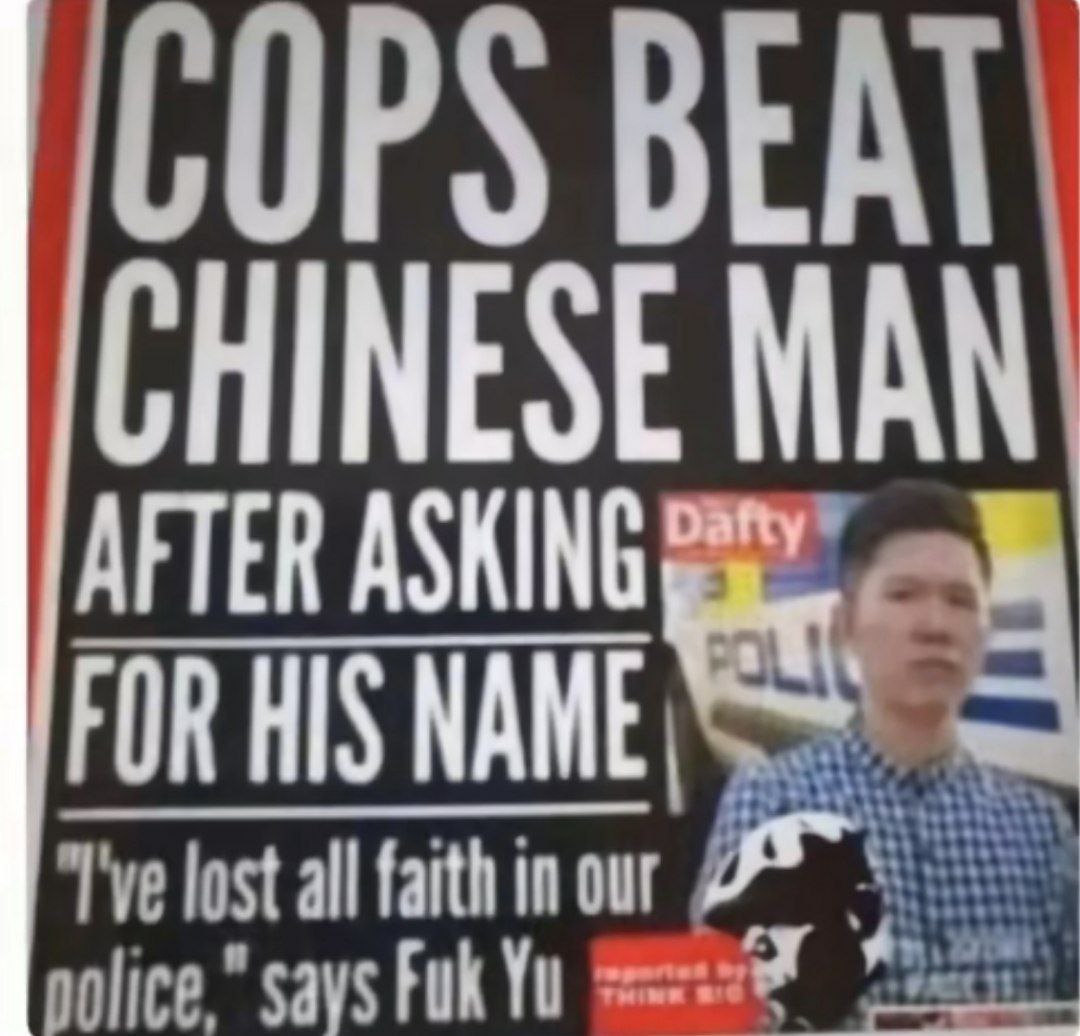 COPS BEAT
CHINESE MAN
AFTER ASKING
FOR HIS NAME
"I've lost all faith in our
police," says Fuk Yu
Dafty
POLIC
reported by
THINK BIG